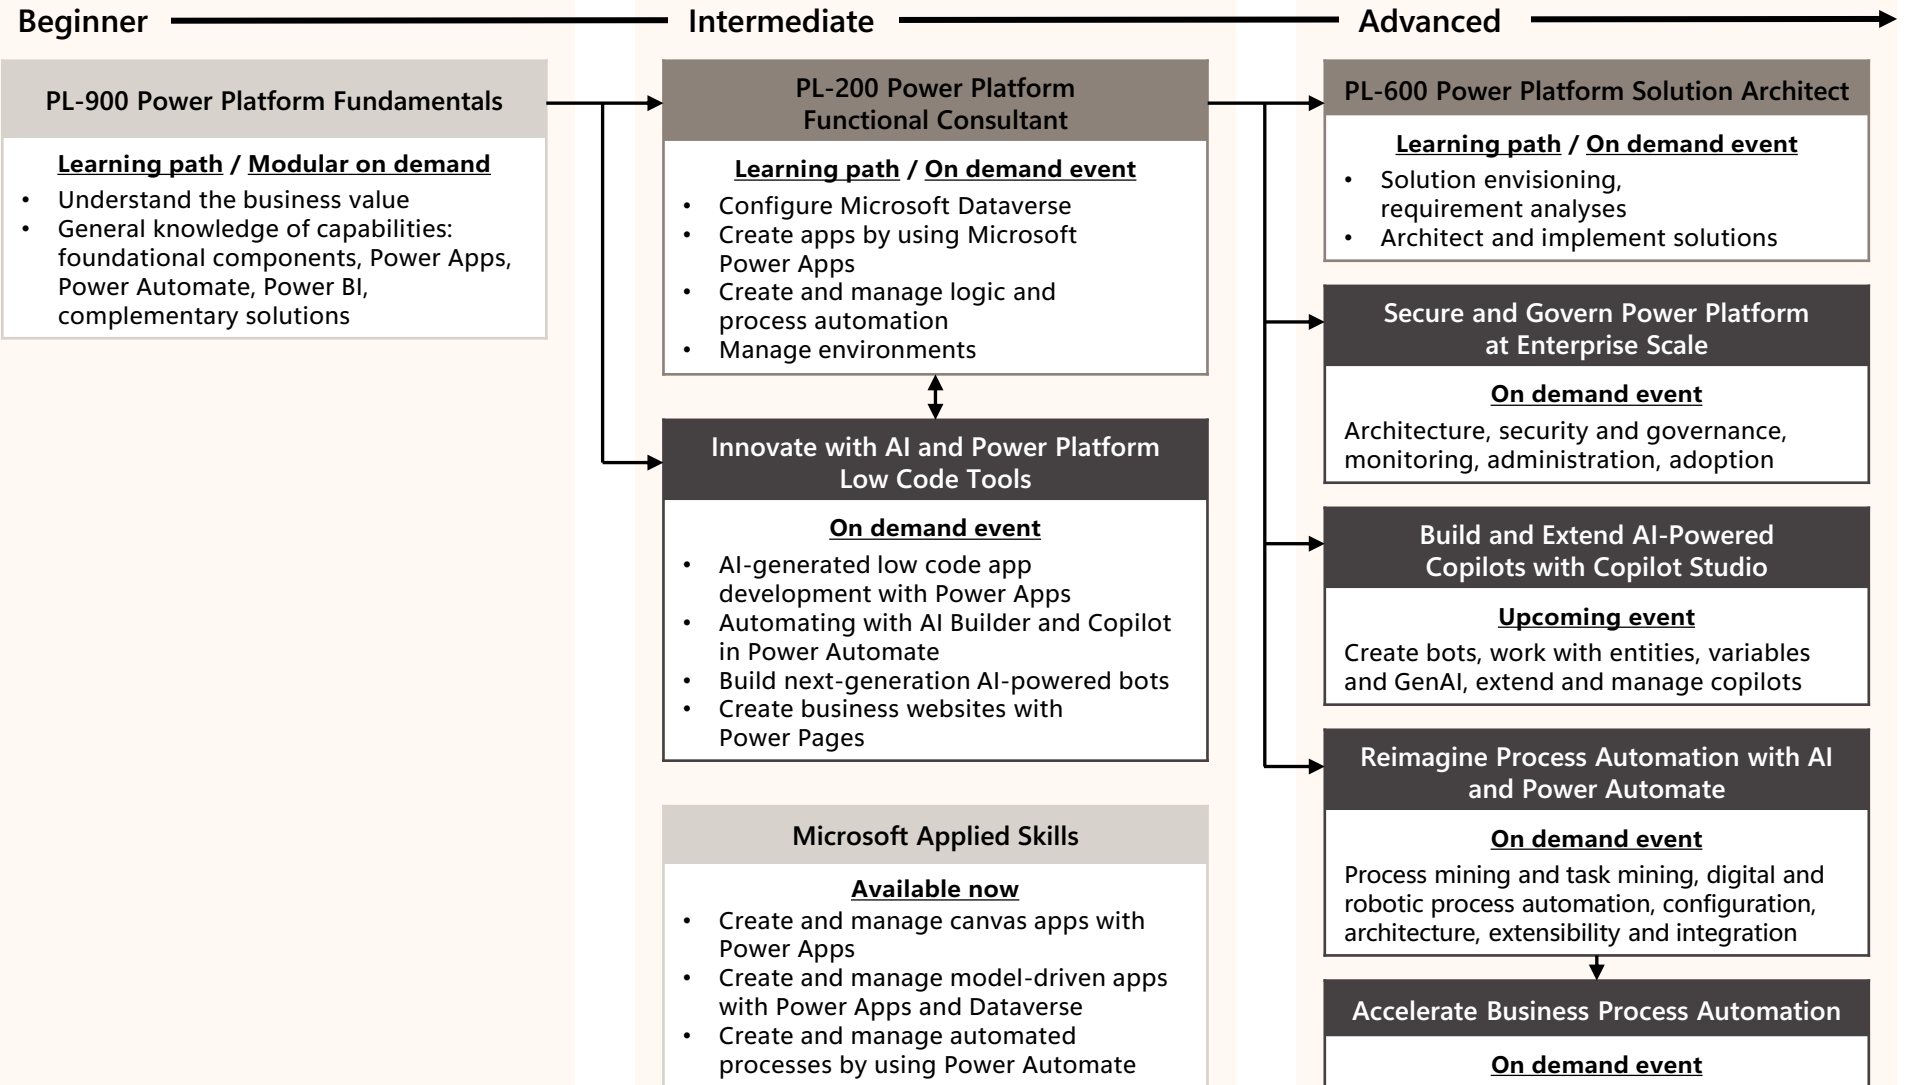 Beginner
Intermediate
Advanced
PL-900 Power Platform Fundamentals
Learning path / Modular on demand
• Understand the business value
• General knowledge of capabilities:
foundational components, Power Apps,
Power Automate, Power BI,
complementary solutions
PL-200 Power Platform
Functional Consultant
Learning path / On demand event
• Configure Microsoft Dataverse
• Create apps by using Microsoft
Power Apps
• Create and manage logic and
process automation
• Manage environments
Innovate with AI and Power Platform
Low Code Tools
On demand event
• AI-generated low code app
development with Power Apps
• Automating with AI Builder and Copilot
in Power Automate
• Build next-generation AI-powered bots
• Create business websites with
Power Pages
Microsoft Applied Skills
Available now
• Create and manage canvas apps with
Power Apps
• Create and manage model-driven apps
with Power Apps and Dataverse
• Create and manage automated
processes by using Power Automate
PL-600 Power Platform Solution Architect
Learning path / On demand event
• Solution envisioning,
requirement analyses
• Architect and implement solutions
Secure and Govern Power Platform
at Enterprise Scale
On demand event
Architecture, security and governance,
monitoring, administration, adoption
Build and Extend AI-Powered
Copilots with Copilot Studio
Upcoming event
Create bots, work with entities, variables
and GenAI, extend and manage copilots
Reimagine Process Automation with AI
and Power Automate
On demand event
Process mining and task mining, digital and
robotic process automation, configuration,
architecture, extensibility and integration
Accelerate Business Process Automation
On demand event